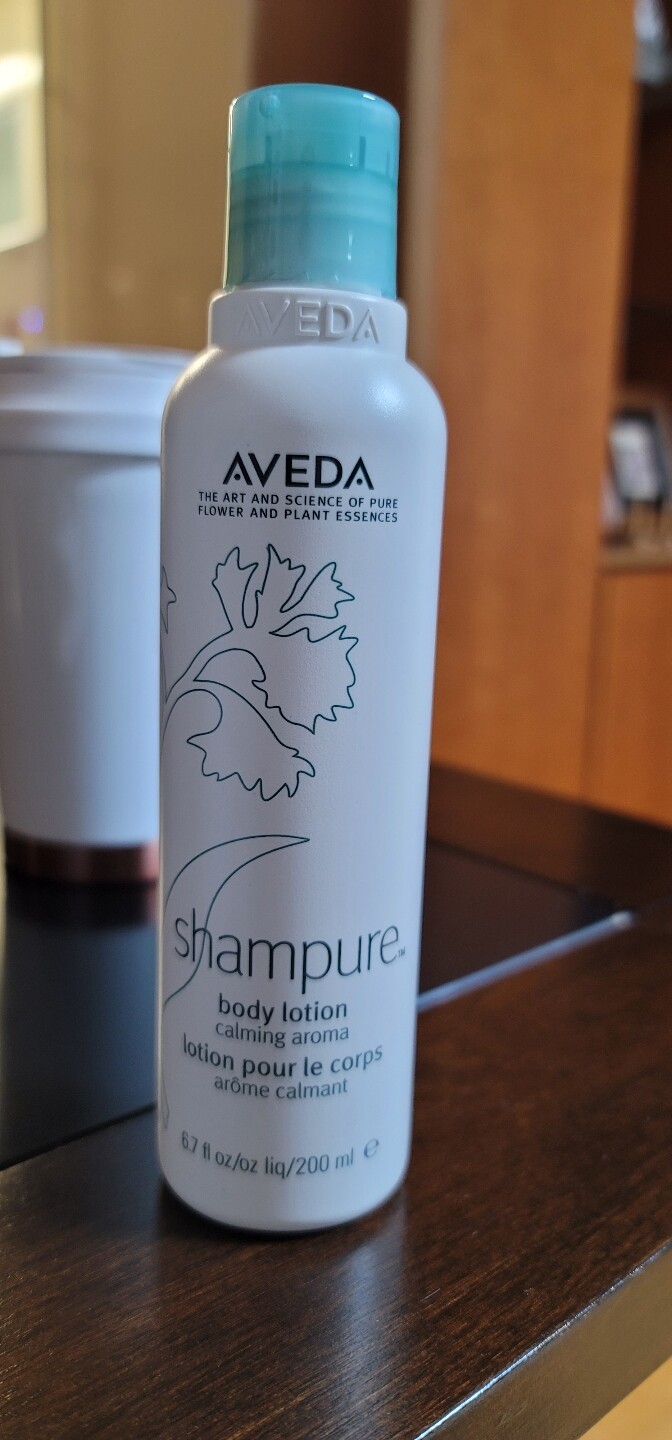 AVEDA
AVEDA
THE ART AND SCIENCE OF PURE
FLOWER AND PLANT ESSENCES
shampure™
body lotion
calming aroma
lotion pour le corps
arôme calmant
6.7 fl oz/oz liq/200 ml ℮